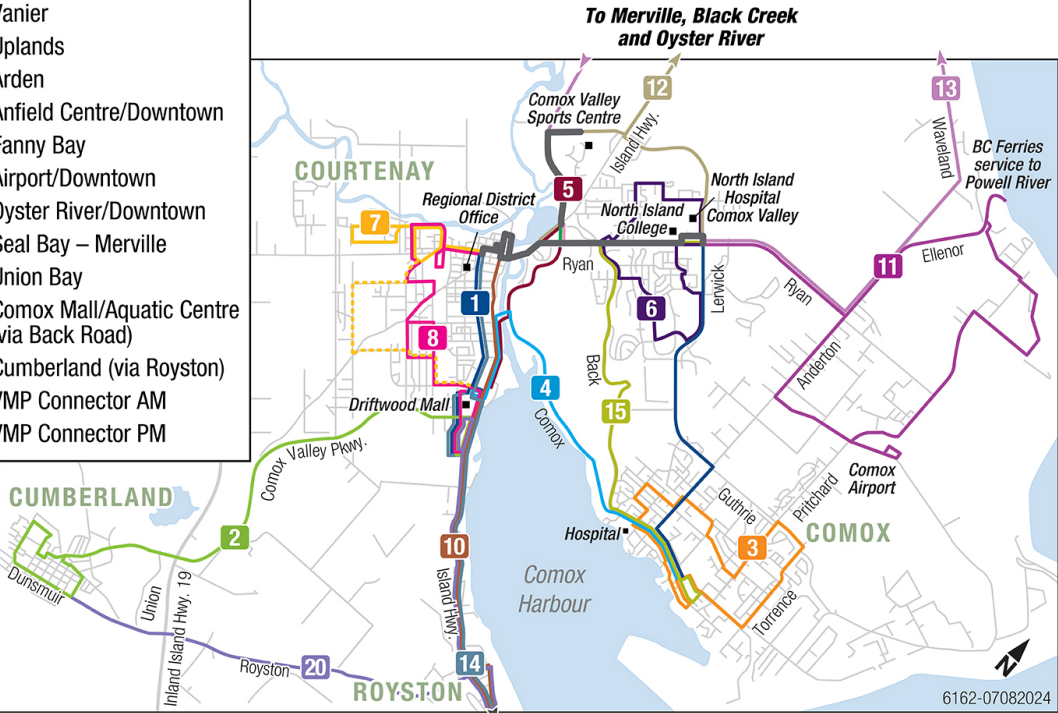 To Merville, Black Creek
and Oyster River
Uplands
Arden
Anfield Centre/Downtown
Fanny Bay
Airport/Downtown
Oyster River/Downtown
Seal Bay – Merville
Union Bay
Comox Mall/Aquatic Centre
(via Back Road)
Cumberland (via Royston)
VMP Connector AM
VMP Connector PM
12
13
Comox Valley
Sports Centre
Island Hwy.
Waveland
BC Ferries
service to
Powell River
COURTENAY
5
North Island
Hospital
Comox Valley
Regional District
Office
North Island
College
7
Ryan
Ellenor
11
1
6
Lerwick
Ryan
8
Back
Anderton
4
15
Driftwood Mall
Comox
Comox Valley Pkwy.
Comox
Airport
CUMBERLAND
Guthrie
Pritchard
2
Hospital
3
COMOX
10
Comox
Harbour
Dunsmuir
Union
Inland Island Hwy. 19
Island Hwy.
Torrence
20
Royston
14
ROYSTON
6162-07082024